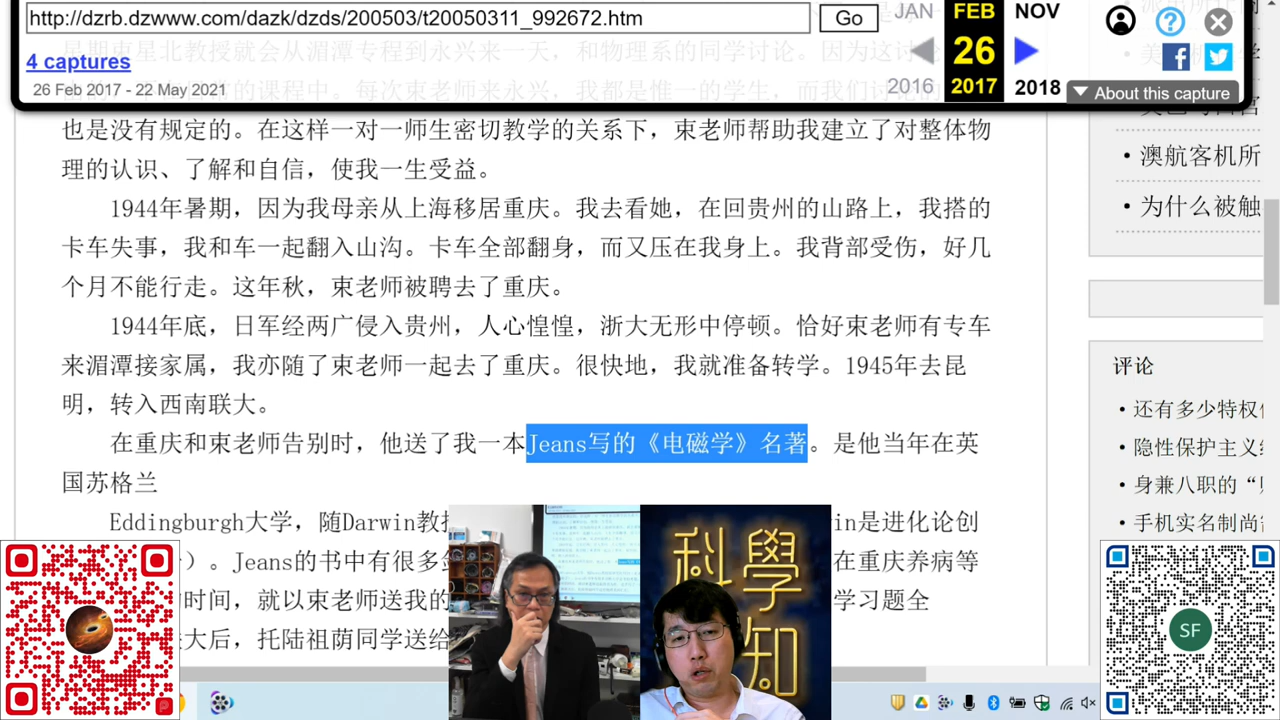 http://dzrb.dzwww.com/dazl/dzds/200503/t20050311_992672.htm
Go
JAN FEB NOV
26
2016 2017 2018
4 captures
26 Feb 2017 - 22 May 2021
About this capture
也是没有规定的。在这样一对一师生密切教学的关系下，束老师帮助我建立了对整体物
理的认识、了解和自信，使我一生受益。
1944年暑期，因为我母亲从上海移居重庆。我去看她，在回贵州的山路上，我搭的
卡车失事，我和车一起翻入山沟。卡车全部翻身，而又压在我身上。我背部受伤，好几
个月不能行走。这年秋，束老师被聘去了重庆。
1944年底，日军经两广侵入贵州，人心惶惶，浙大无形中停顿。恰好束老师有专车
来湄潭接家属，我亦随了束老师一起去了重庆。很快地，我就准备转学。1945年去昆
明，转入西南联大。
在重庆和束老师告别时，他送了我一本Jeans写的《电磁学》名著。是他当年在英
国苏格兰
Eddingburgh大学，随Darwin教
in是进化论创
）。Jeans的书中有很多
在重庆养病等
时间，就以束老师送我的
学习题全
大后，托陆祖荫同学送给
• 澳航客机所
• 为什么被触
评论
• 还有多少特权
• 隐性保护主义
• 身兼八职的“
• 手机实名制尚
科學
知
SF